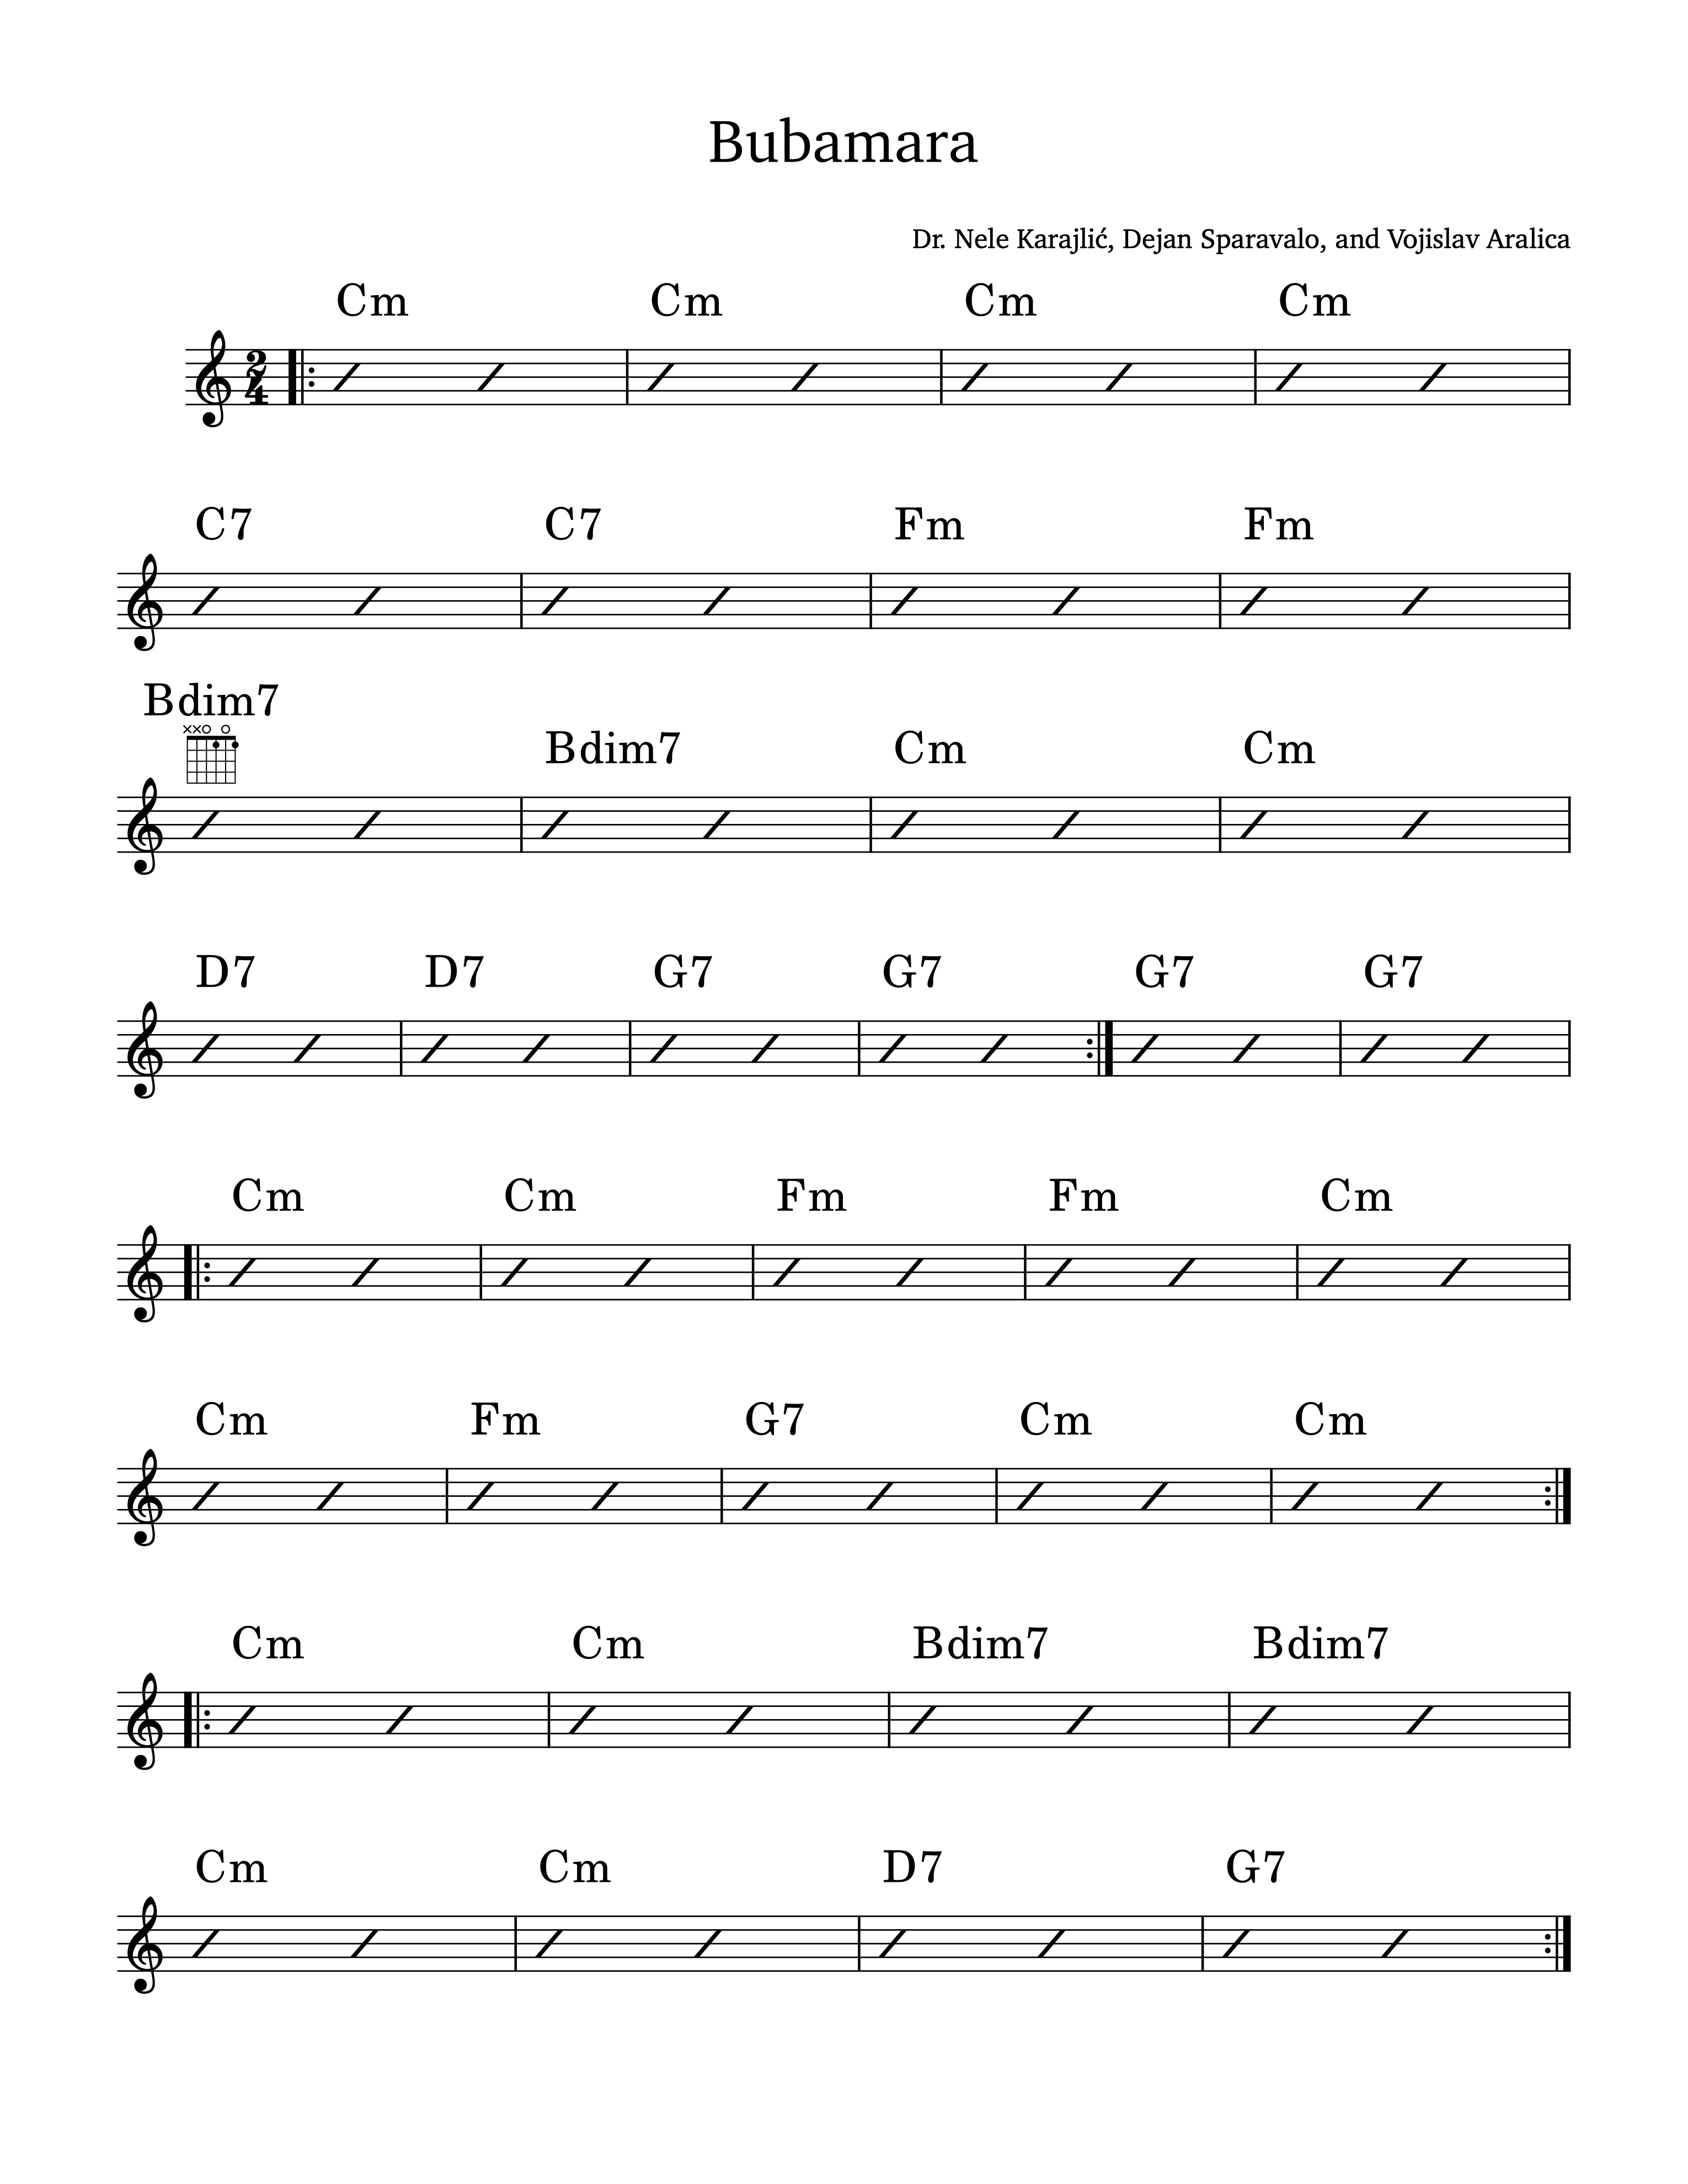 Bubamara
Dr. Nele Karajlić, Dejan Sparavalo, and Vojislav Aralica
Cm Cm Cm Cm
2
4
C7 C7 Fm Fm
Bdim7
××○ ○
Bdim7 Cm Cm
D7 D7 G7 G7 G7 G7
Cm Cm Fm Fm Cm
Cm Fm G7 Cm Cm
Cm Cm Bdim7 Bdim7
Cm Cm D7 G7